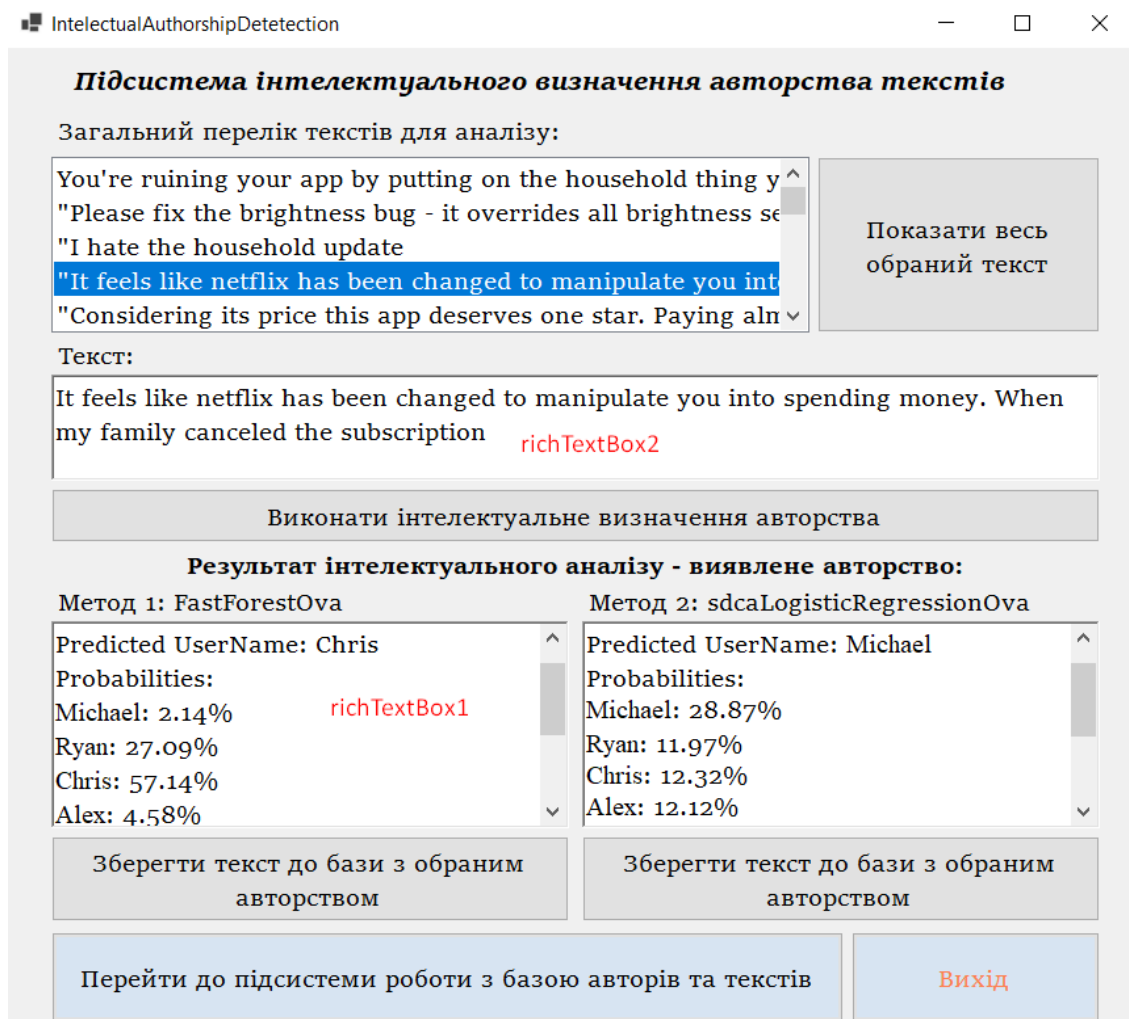 IntelectualAuthorshipDetetection
Підсистема інтелектуального визначення авторства текстів
Загальний перелік текстів для аналізу:
You're ruining your app by putting on the household thing y
"Please fix the brightness bug - it overrides all brightness se
"I hate the household update
"It feels like netflix has been changed to manipulate you into
"Considering its price this app deserves one star. Paying alm
Показати весь
обраний текст
Текст:
It feels like netflix has been changed to manipulate you into spending money. When
my family canceled the subscription
richTextBox2
Виконати інтелектуальне визначення авторства
Результат інтелектуального аналізу - виявлене авторство:
Метод 1: FastForestOva
Predicted UserName: Chris
Probabilities:
Michael: 2.14%
richTextBox1
Ryan: 27.09%
Chris: 57.14%
Alex: 4.58%
Зберегти текст до бази з обраним
авторством
Метод 2: sdcaLogisticRegressionOva
Predicted UserName: Michael
Probabilities:
Michael: 28.87%
Ryan: 11.97%
Chris: 12.32%
Alex: 12.12%
Зберегти текст до бази з обраним
авторством
Перейти до підсистеми роботи з базою авторів та текстів
Вихід